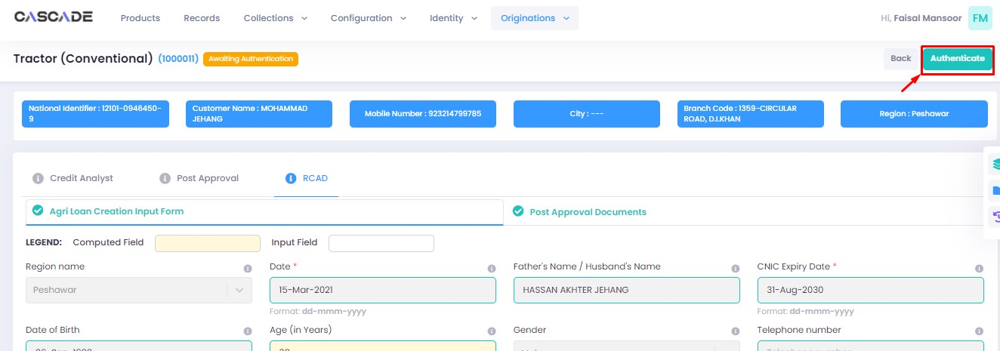 CASCADE Products Records Collections Configuration Identity Originations Hi, Faisal Mansoor FM
Tractor (Conventional) (1000011) Awaiting Authentication Back Authenticate
National Identifier : 12101-0946450-
9
Customer Name : MOHAMMAD
JEHANG
Mobile Number : 923214799785
City : ---
Branch Code : 1359-CIRCULAR
ROAD, D.I.KHAN
Region : Peshawar
Credit Analyst Post Approval RCAD
Agri Loan Creation Input Form Post Approval Documents
LEGEND: Computed Field Input Field
Region name Date * Father's Name / Husband's Name CNIC Expiry Date *
Peshawar 15-Mar-2021 HASSAN AKHTER JEHANG 31-Aug-2030
Format: dd-mmm-yyyy Format: dd-mmm-yyyy
Date of Birth Age (in Years) Gender Telephone number
Telephone number